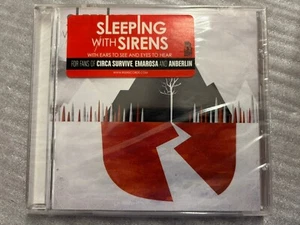 SLEEPING
WITH SIRENS
WITH EARS TO SEE AND EYES TO HEAR
FOR FANS OF CIRCA SURVIVE, EMAROSA AND ANBERLIN